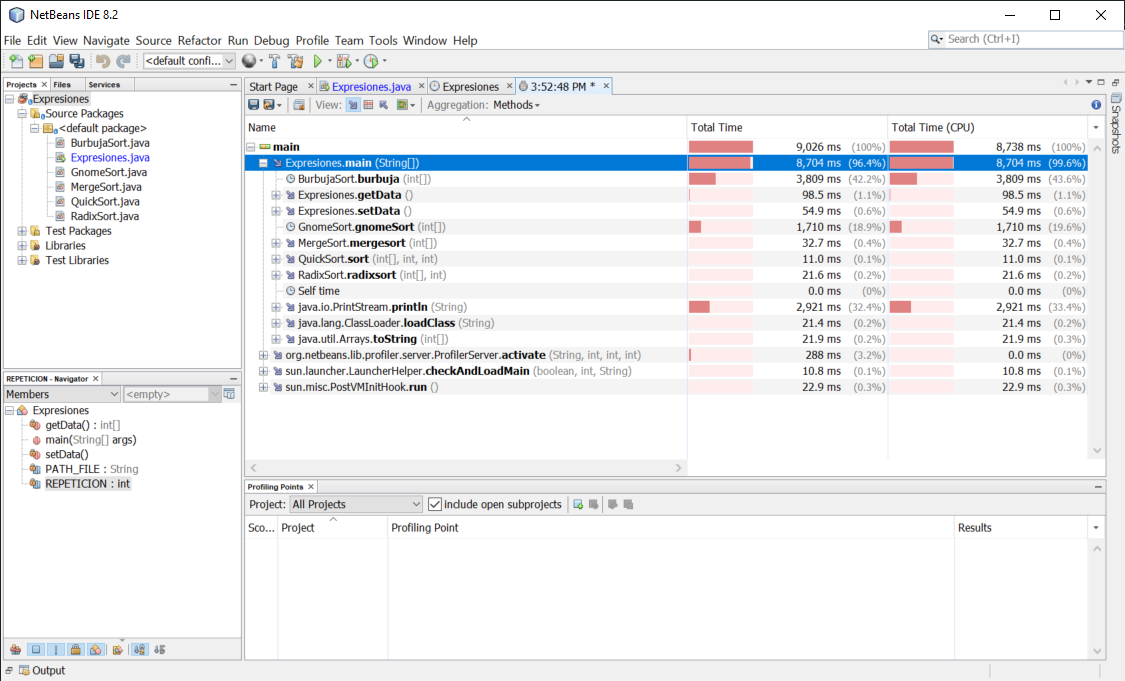 NetBeans IDE 8.2
File Edit View Navigate Source Refactor Run Debug Profile Team Tools Window Help
Search (Ctrl+I)
<default confi...
Projects Files Services
Expresiones
Source Packages
<default package>
BurbujaSort.java
Expresiones.java
GnomeSort.java
MergeSort.java
QuickSort.java
RadixSort.java
Test Packages
Libraries
Test Libraries
REPETICION - Navigator
Members <empty>
Expresiones
getData() : int[]
main(String[] args)
setData()
PATH_FILE : String
REPETICION : int
Start Page Expresiones.java Expresiones 3:52:48 PM *
View: Aggregation: Methods
Name Total Time Total Time (CPU)
main 9,026 ms (100%) 8,738 ms (100%)
Expresiones.main (String[]) 8,704 ms (96.4%) 8,704 ms (99.6%)
BurbujaSort.burbuja (int[]) 3,809 ms (42.2%) 3,809 ms (43.6%)
Expresiones.getData () 98.5 ms (1.1%) 98.5 ms (1.1%)
Expresiones.setData () 54.9 ms (0.6%) 54.9 ms (0.6%)
GnomeSort.gnomeSort (int[]) 1,710 ms (18.9%) 1,710 ms (19.6%)
MergeSort.mergesort (int[]) 32.7 ms (0.4%) 32.7 ms (0.4%)
QuickSort.sort (int[], int, int) 11.0 ms (0.1%) 11.0 ms (0.1%)
RadixSort.radixsort (int[], int) 21.6 ms (0.2%) 21.6 ms (0.2%)
Self time 0.0 ms (0%) 0.0 ms (0%)
java.io.PrintStream.println (String) 2,921 ms (32.4%) 2,921 ms (33.4%)
java.lang.ClassLoader.loadClass (String) 21.4 ms (0.2%) 21.4 ms (0.2%)
java.util.Arrays.toString (int[]) 21.9 ms (0.2%) 21.9 ms (0.3%)
org.netbeans.lib.profiler.server.ProfilerServer.activate (String, int, int, int) 288 ms (3.2%) 0.0 ms (0%)
sun.launcher.LauncherHelper.checkAndLoadMain (boolean, int, String) 10.8 ms (0.1%) 10.8 ms (0.1%)
sun.misc.PostVMInitHook.run () 22.9 ms (0.3%) 22.9 ms (0.3%)
Snapshots
Profiling Points
Project: All Projects include open subprojects
Sco... Project Profiling Point Results
Output